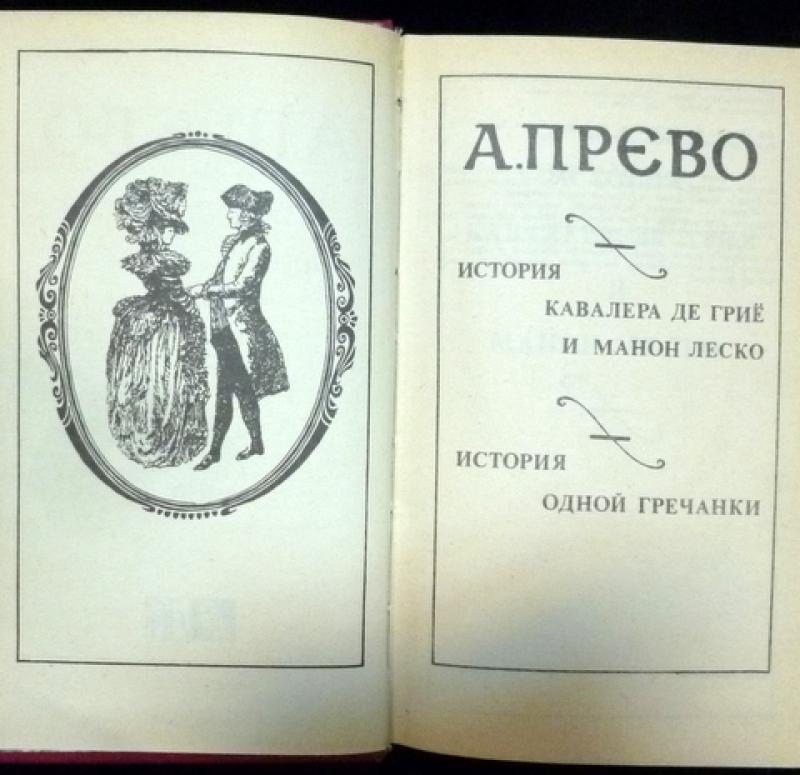 А.ПРЕВО
ИСТОРИЯ
КАВАЛЕРА ДЕ ГРИЁ
И МАНОН ЛЕСКО
ИСТОРИЯ
ОДНОЙ ГРЕЧАНКИ